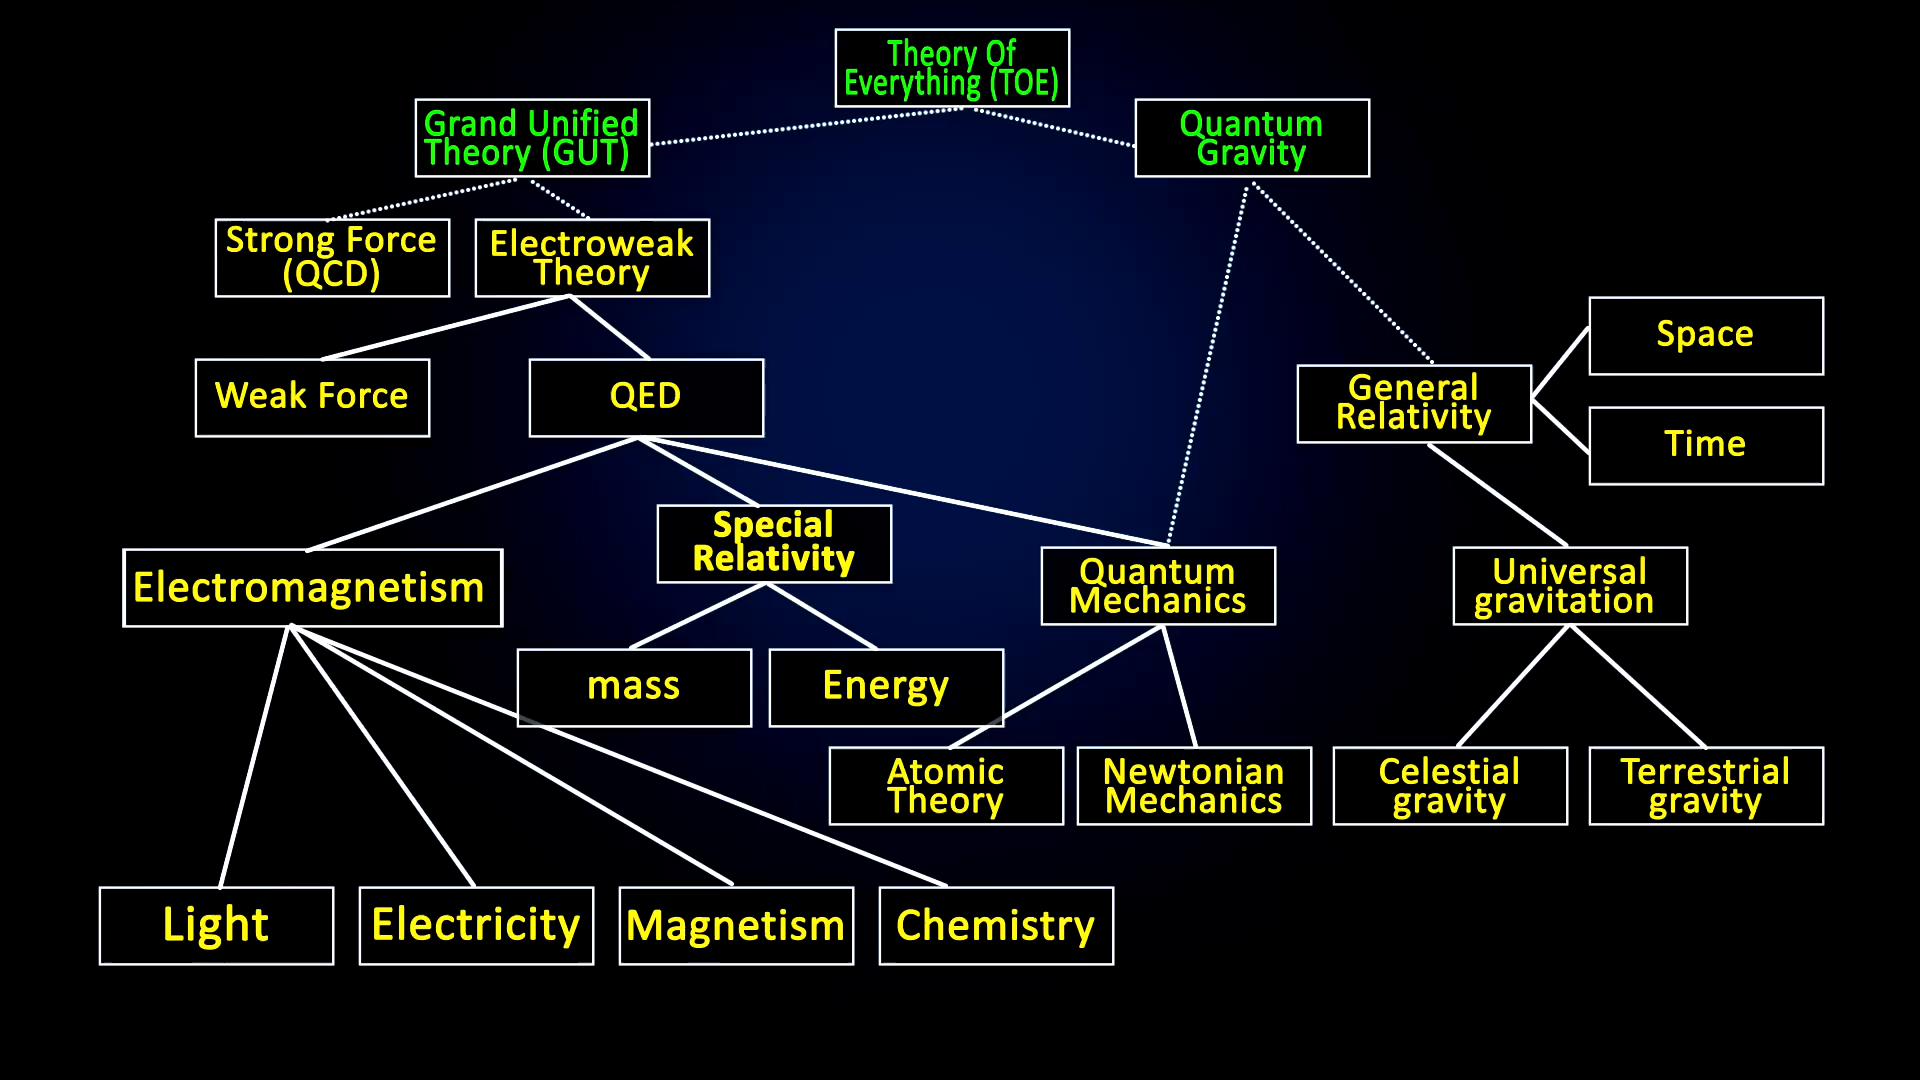 Theory Of
Everything (TOE)
Grand Unified
Theory (GUT)
Quantum
Gravity
Strong Force
(QCD)
Electroweak
Theory
Space
Weak Force
QED
General
Relativity
Time
Special
Relativity
Electromagnetism
Quantum
Mechanics
Universal
gravitation
mass
Energy
Atomic
Theory
Newtonian
Mechanics
Celestial
gravity
Terrestrial
gravity
Light
Electricity
Magnetism
Chemistry